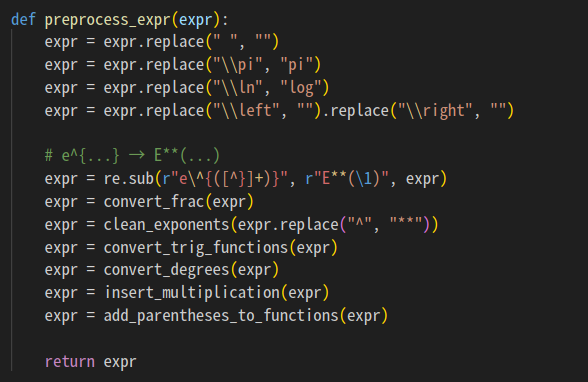 def preprocess_expr(expr):
    expr = expr.replace(" ", "")
    expr = expr.replace("\\pi", "pi")
    expr = expr.replace("\\ln", "log")
    expr = expr.replace("\\left", "").replace("\\right", "")

    # e^{...} → E**(...)
    expr = re.sub(r"e\^{([^}]+)}", r"E**(\1)", expr)
    expr = convert_frac(expr)
    expr = clean_exponents(expr.replace("^", "**"))
    expr = convert_trig_functions(expr)
    expr = convert_degrees(expr)
    expr = insert_multiplication(expr)
    expr = add_parentheses_to_functions(expr)

    return expr